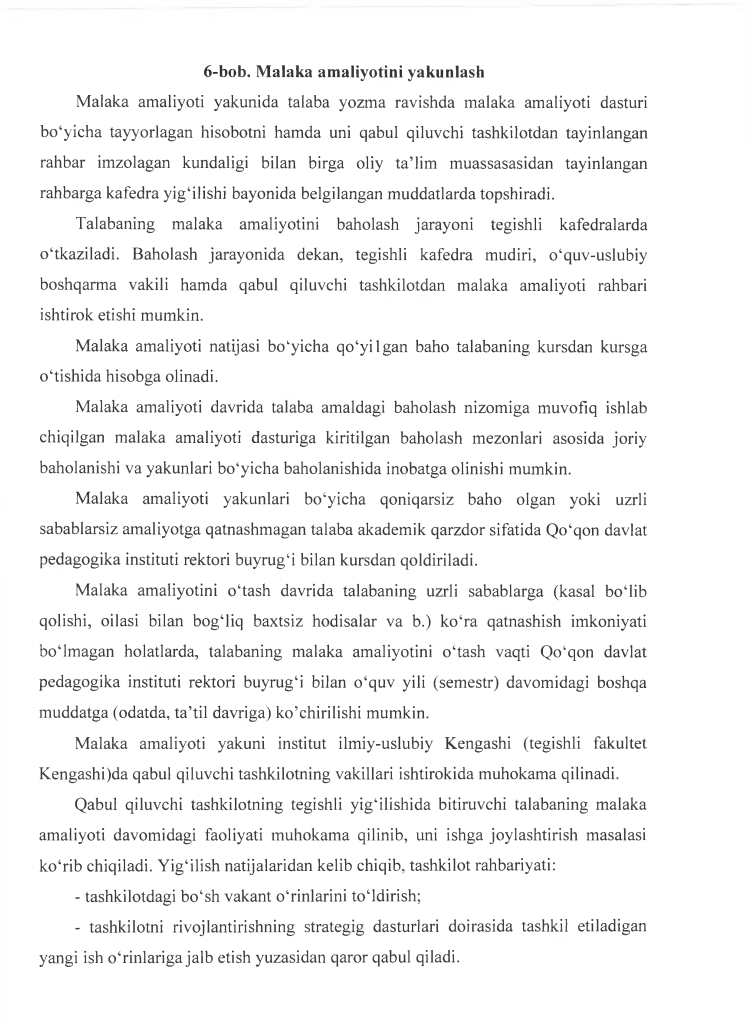 6-bob. Malaka amaliyotini yakunlash
Malaka amaliyoti yakunida talaba yozma ravishda malaka amaliyoti dasturi
bo‘yicha tayyorlagan hisobotni hamda uni qabul qiluvchi tashkilotdan tayinlangan
rahbar imzolagan kundaligi bilan birga oliy ta’lim muassasasidan tayinlangan
rahbarga kafedra yig‘ilishi bayonida belgilangan muddatlarda topshiradi.
Talabaning malaka amaliyotini baholash jarayoni tegishli kafedralarda
o‘tkaziladi. Baholash jarayonida dekan, tegishli kafedra mudiri, o‘quv-uslubiy
boshqarma vakili hamda qabul qiluvchi tashkilotdan malaka amaliyoti rahbari
ishtirok etishi mumkin.
Malaka amaliyoti natijasi bo‘yicha qo‘yilgan baho talabaning kursdan kursga
o‘tishida hisobga olinadi.
Malaka amaliyoti davrida talaba amaldagi baholash nizomiga muvofiq ishlab
chiqilgan malaka amaliyoti dasturiga kiritilgan baholash mezonlari asosida joriy
baholanishi va yakunlari bo‘yicha baholanishida inobatga olinishi mumkin.
Malaka amaliyoti yakunlari bo‘yicha qoniqarsiz baho olgan yoki uzrli
sabablarsiz amaliyotga qatnashmagan talaba akademik qarzdor sifatida Qo‘qon davlat
pedagogika instituti rektori buyrug‘i bilan kursdan qoldiriladi.
Malaka amaliyotini o‘tash davrida talabaning uzrli sabablarga (kasal bo‘lib
qolishi, oilasi bilan bog‘liq baxtsiz hodisalar va b.) ko‘ra qatnashish imkoniyati
bo‘lmagan holatlarda, talabaning malaka amaliyotini o‘tash vaqti Qo‘qon davlat
pedagogika instituti rektori buyrug‘i bilan o‘quv yili (semestr) davomidagi boshqa
muddatga (odatda, ta’til davriga) ko’chirilishi mumkin.
Malaka amaliyoti yakuni institut ilmiy-uslubiy Kengashi (tegishli fakultet
Kengashi)da qabul qiluvchi tashkilotning vakillari ishtirokida muhokama qilinadi.
Qabul qiluvchi tashkilotning tegishli yig‘ilishida bitiruvchi talabaning malaka
amaliyoti davomidagi faoliyati muhokama qilinib, uni ishga joylashtirish masalasi
ko‘rib chiqiladi. Yig‘ilish natijalaridan kelib chiqib, tashkilot rahbariyati:
- tashkilotdagi bo‘sh vakant o‘rinlarini to‘ldirish;
- tashkilotni rivojlantirishning strategig dasturlari doirasida tashkil etiladigan
yangi ish o‘rinlariga jalb etish yuzasidan qaror qabul qiladi.